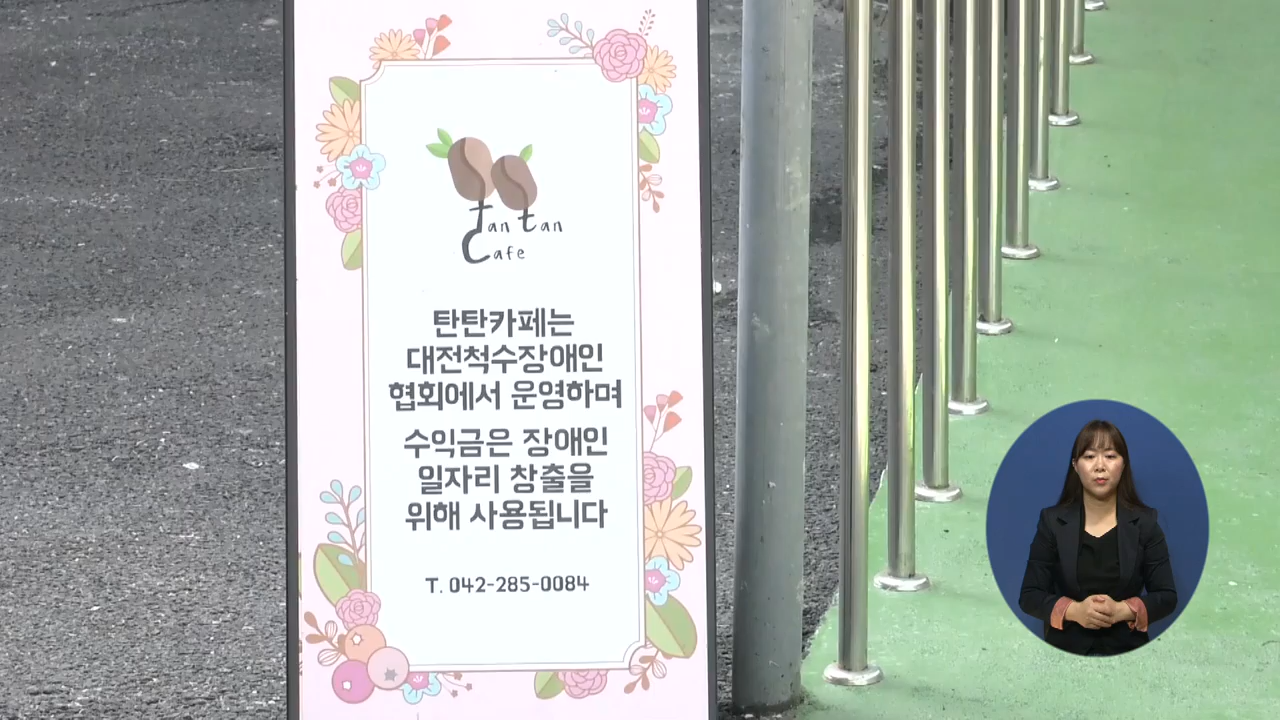 tan tan
Cafe
탄탄카페는
대전척수장애인
협회에서 운영하며
수익금은 장애인
일자리 창출을
위해 사용됩니다
T. 042-285-0084